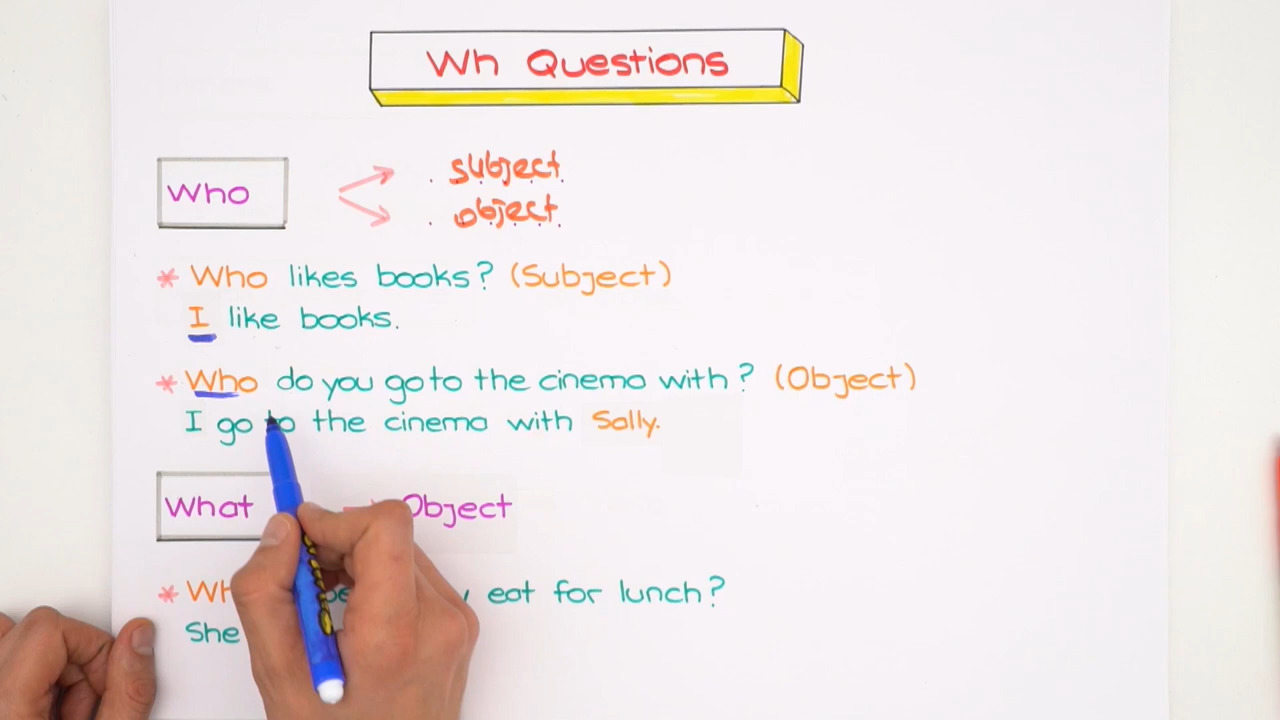 Wh Questions
Who
subject
object
* Who likes books? (Subject)
I like books.
* Who do you go to the cinema with? (Object)
I go to the cinema with Sally.
What Object
* eat for lunch?
She